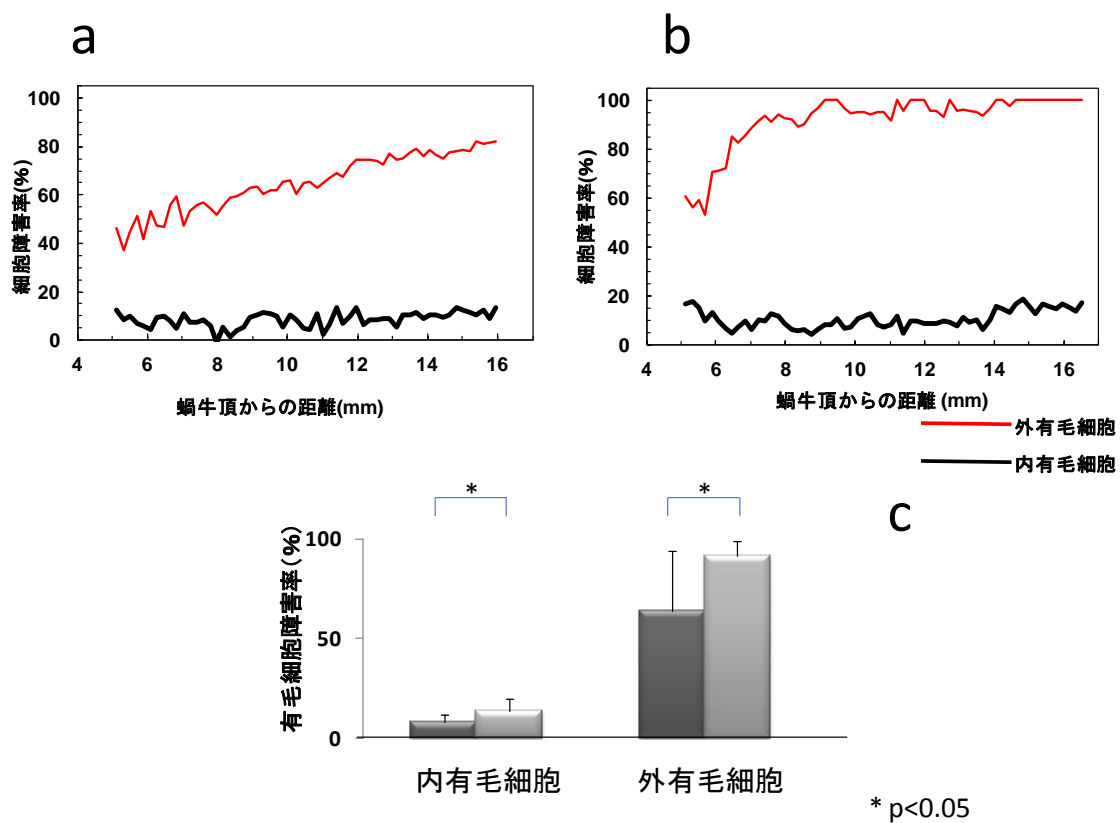 a
100
80
60
40
20
0
細胞障害率(%)
4 6 8 10 12 14 16
蝸牛頂からの距離(mm)
b
100
80
60
40
20
0
細胞障害率(%)
4 6 8 10 12 14 16
蝸牛頂からの距離 (mm)
外有毛細胞
内有毛細胞
c
* *
100
50
0
有毛細胞障害率(%)
内有毛細胞 外有毛細胞
* p<0.05